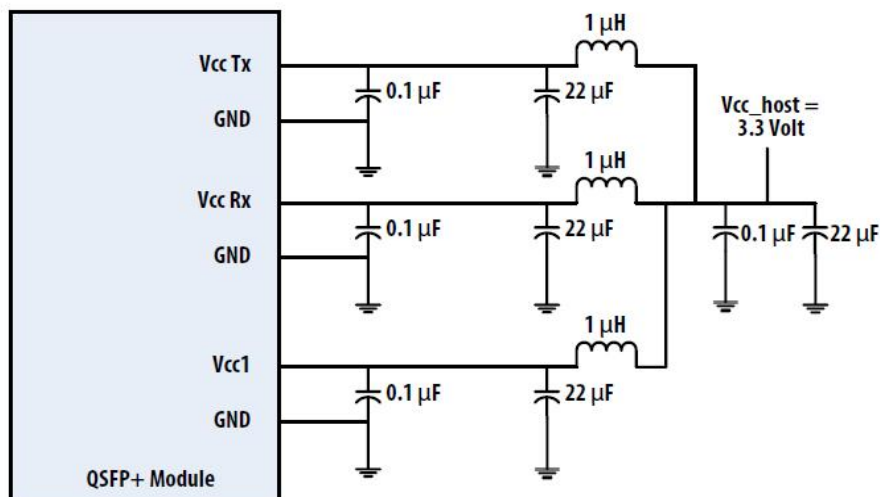 1 μH
Vcc Tx
0.1 μF
22 μF
GND
Vcc_host =
3.3 Volt
1 μH
Vcc Rx
0.1 μF
22 μF
0.1 μF
22 μF
GND
1 μH
Vcc1
0.1 μF
22 μF
GND
QSFP+ Module